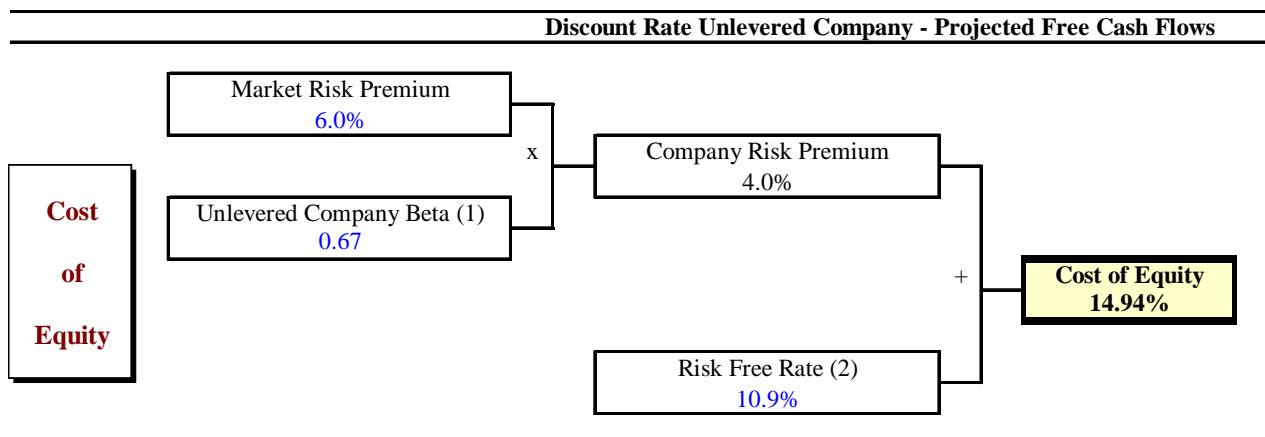 Discount Rate Unlevered Company - Projected Free Cash Flows
Market Risk Premium
6.0%
x
Company Risk Premium
4.0%
Unlevered Company Beta (1)
0.67
Cost
of
Equity
+
Cost of Equity
14.94%
Risk Free Rate (2)
10.9%